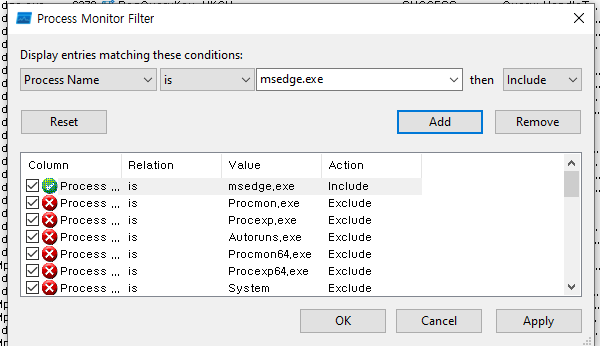 Process Monitor Filter
Display entries matching these conditions:
Process Name is msedge.exe then Include
Reset Add Remove
Column Relation Value Action
Process ... is msedge.exe Include
Process ... is Procmon.exe Exclude
Process ... is Procexp.exe Exclude
Process ... is Autoruns.exe Exclude
Process ... is Procmon64.exe Exclude
Process ... is Procexp64.exe Exclude
Process ... is System Exclude
OK Cancel Apply